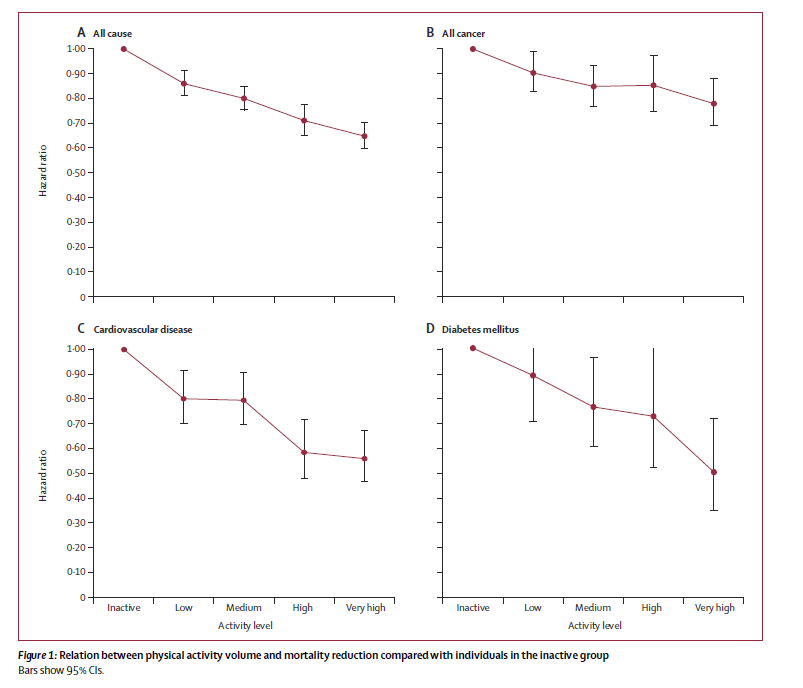 A All cause
B All cancer
1·00
0·90
0·80
0·70
0·60
0·50
0·40
0·30
0·20
0·10
0
Hazard ratio
C Cardiovascular disease
D Diabetes mellitus
1·00
0·90
0·80
0·70
0·60
0·50
0·40
0·30
0·20
0·10
0
Hazard ratio
Inactive Low Medium High Very high
Activity level
Inactive Low Medium High Very high
Activity level
Figure 1: Relation between physical activity volume and mortality reduction compared with individuals in the inactive group
Bars show 95% CIs.